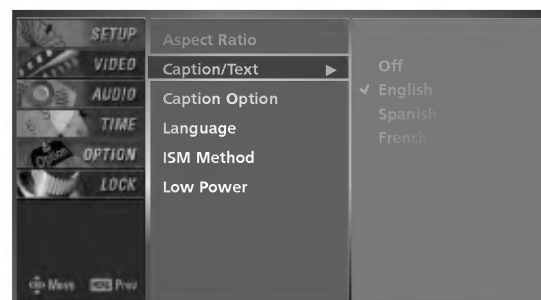 SETUP
VIDEO
AUDIO
TIME
OPTION
LOCK
Move
MENU Prev
Aspect Ratio
Caption/Text ▶
Caption Option
Language
ISM Method
Low Power
Off
✓ English
Spanish
French